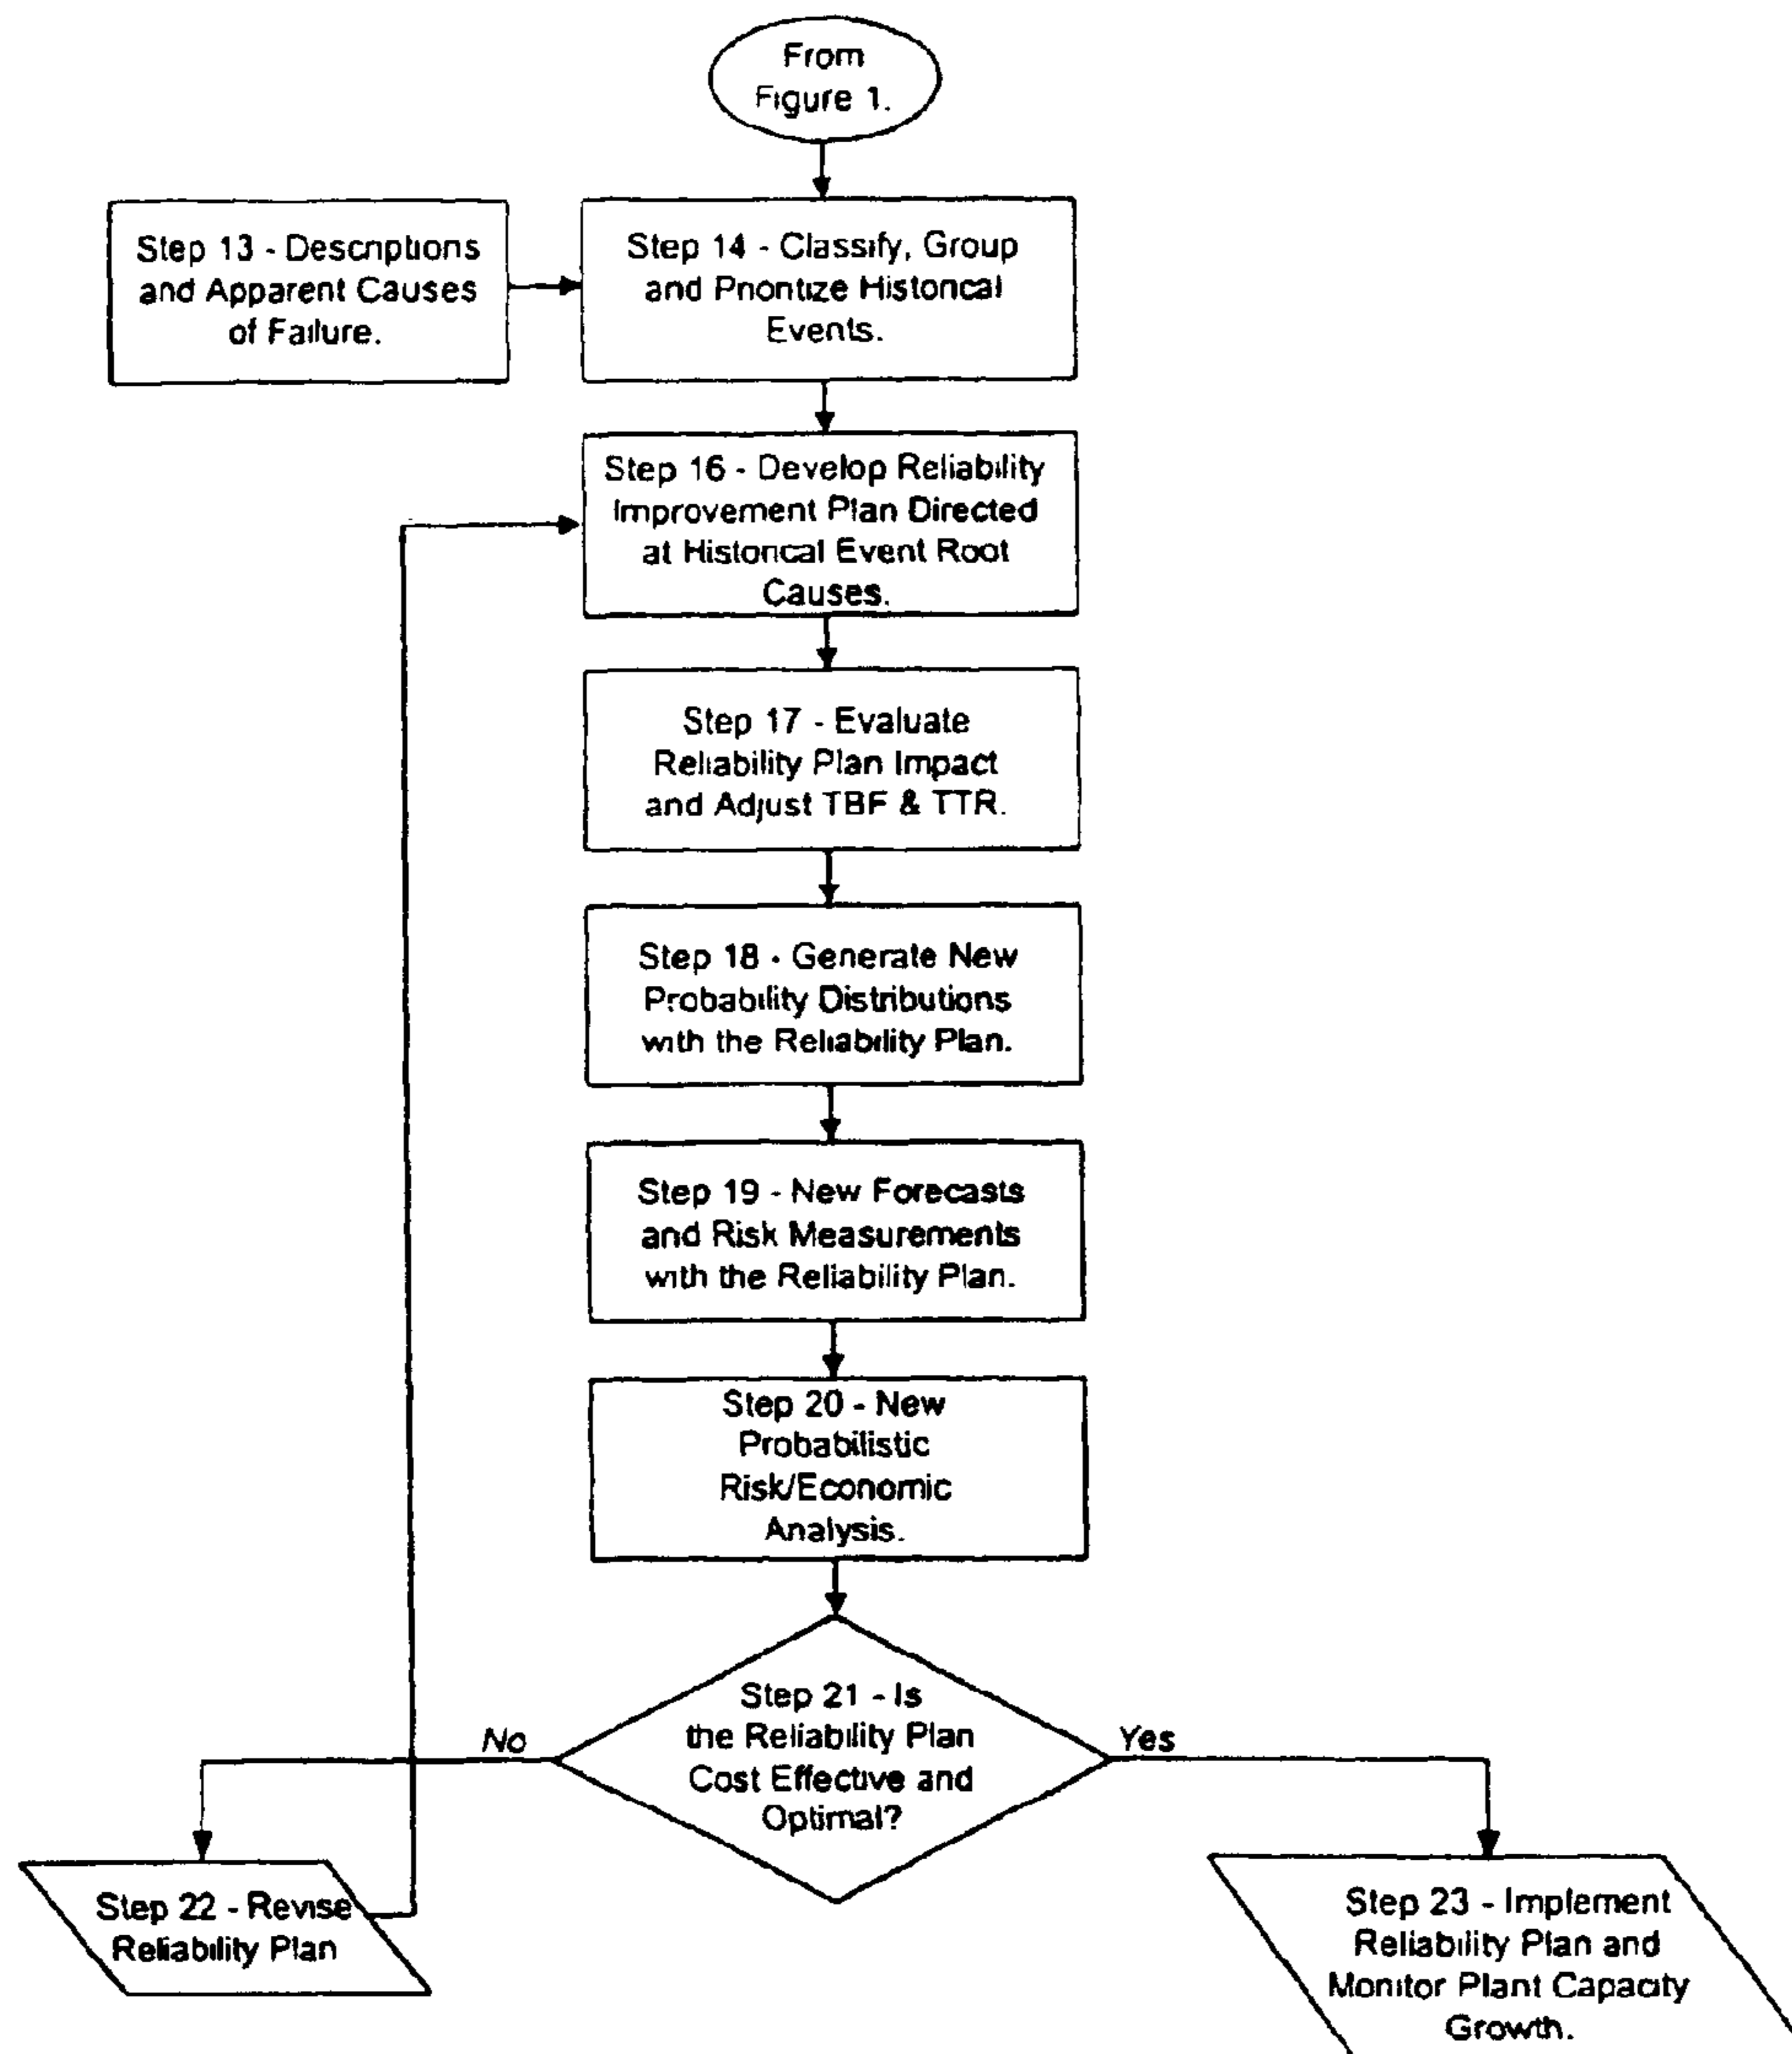 From
Figure 1.
Step 13 - Descriptions
and Apparent Causes
of Failure.
Step 14 - Classify, Group
and Prioritize Historical
Events.
Step 16 - Develop Reliability
Improvement Plan Directed
at Historical Event Root
Causes.
Step 17 - Evaluate
Reliability Plan Impact
and Adjust TBF & TTR.
Step 18 - Generate New
Probability Distributions
with the Reliability Plan.
Step 19 - New Forecasts
and Risk Measurements
with the Reliability Plan.
Step 20 - New
Probabilistic
Risk/Economic
Analysis.
Step 21 - Is
the Reliability Plan
Cost Effective and
Optimal?
No
Yes
Step 22 - Revise
Reliability Plan
Step 23 - Implement
Reliability Plan and
Monitor Plant Capacity
Growth.